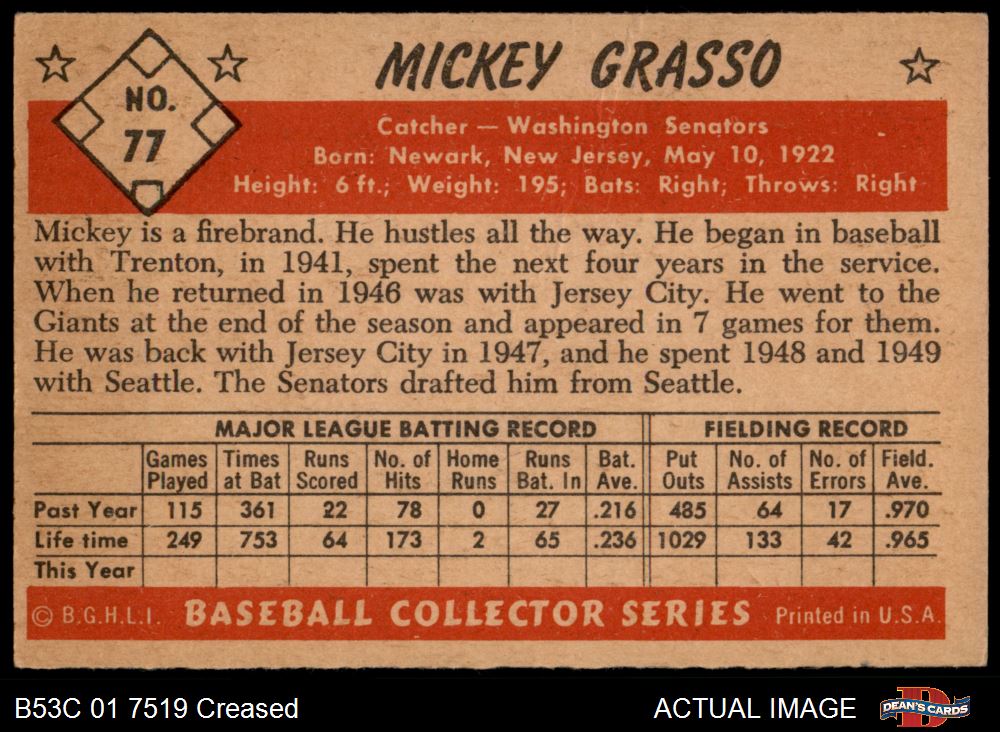 NO.
77
MICKEY GRASSO
Catcher — Washington Senators
Born: Newark, New Jersey, May 10, 1922
Height: 6 ft.; Weight: 195; Bats: Right; Throws: Right
Mickey is a firebrand. He hustles all the way. He began in baseball
with Trenton, in 1941, spent the next four years in the service.
When he returned in 1946 was with Jersey City. He went to the
Giants at the end of the season and appeared in 7 games for them.
He was back with Jersey City in 1947, and he spent 1948 and 1949
with Seattle. The Senators drafted him from Seattle.
MAJOR LEAGUE BATTING RECORD FIELDING RECORD
Games Times Runs No. of Home Runs Bat. Put No. of No. of Field.
Played at Bat Scored Hits Runs Bat. In Ave. Outs Assists Errors Ave.
Past Year 115 361 22 78 0 27 .216 485 64 17 .970
Life time 249 753 64 173 2 65 .236 1029 133 42 .965
This Year
© B.G.H.L.I. BASEBALL COLLECTOR SERIES Printed in U.S.A.
B53C 01 7519 Creased ACTUAL IMAGE D DEAN'S CARDS